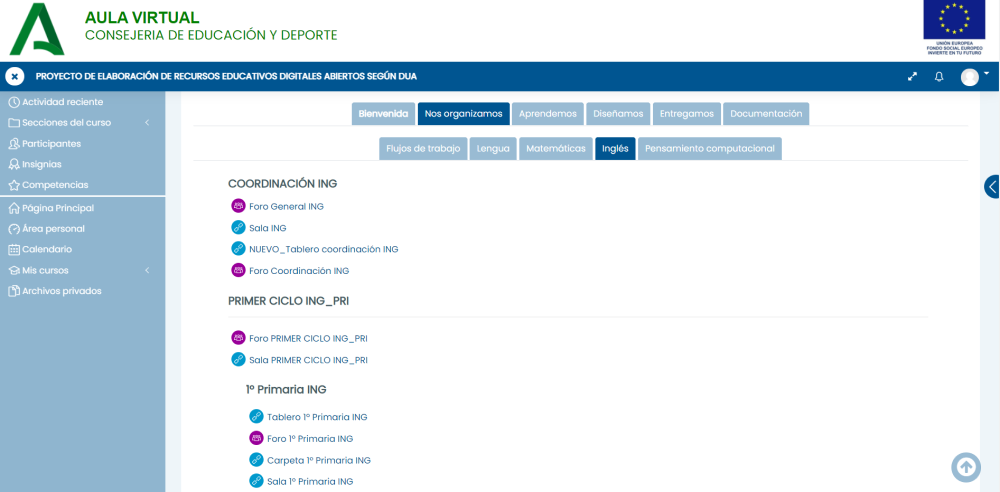 AULA VIRTUAL
CONSEJERIA DE EDUCACIÓN Y DEPORTE
UNIÓN EUROPEA
FONDO SOCIAL EUROPEO
INVIERTE EN TU FUTURO
PROYECTO DE ELABORACIÓN DE RECURSOS EDUCATIVOS DIGITALES ABIERTOS SEGÚN DUA
Actividad reciente
Secciones del curso
Participantes
Insignias
Competencias
Página Principal
Área personal
Calendario
Mis cursos
Archivos privados
Bienvenida Nos organizamos Aprendemos Diseñamos Entregamos Documentación
Flujos de trabajo Lengua Matemáticas Inglés Pensamiento computacional
COORDINACIÓN ING
Foro General ING
Sala ING
NUEVO_Tablero coordinación ING
Foro Coordinación ING
PRIMER CICLO ING_PRI
Foro PRIMER CICLO ING_PRI
Sala PRIMER CICLO ING_PRI
1º Primaria ING
Tablero 1º Primaria ING
Foro 1º Primaria ING
Carpeta 1º Primaria ING
Sala 1º Primaria ING